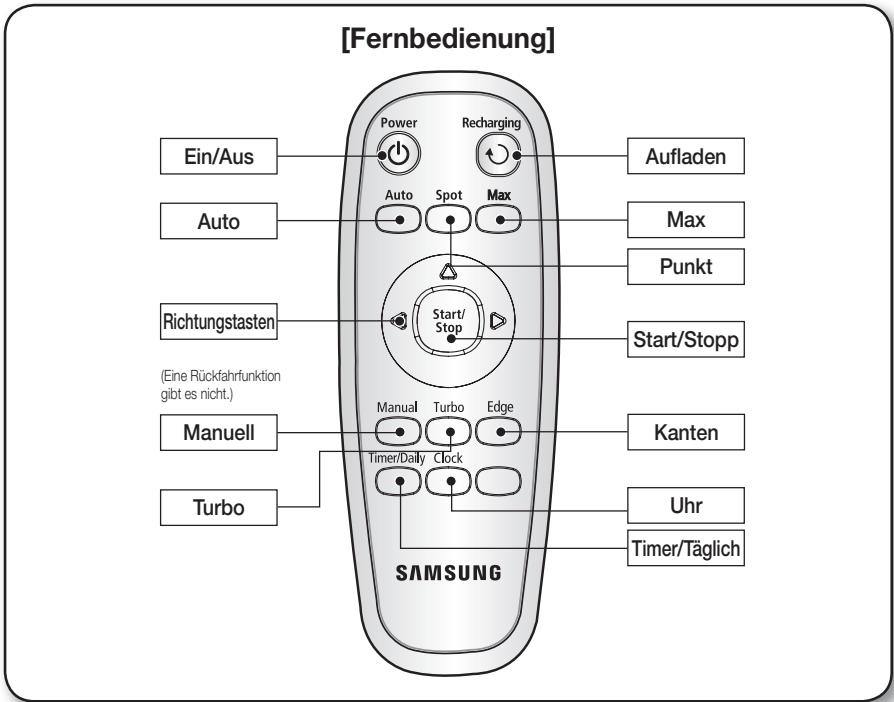 [Fernbedienung]
Power
Recharging
Ein/Aus
Aufladen
Auto
Spot
Max
Auto
Max
Punkt
Richtungstasten
Start/
Stop
Start/Stopp
(Eine Rückfahrfunktion
gibt es nicht.)
Manual
Turbo
Edge
Manuell
Kanten
Timer/Daily
Clock
Turbo
Uhr
Timer/Täglich
SAMSUNG